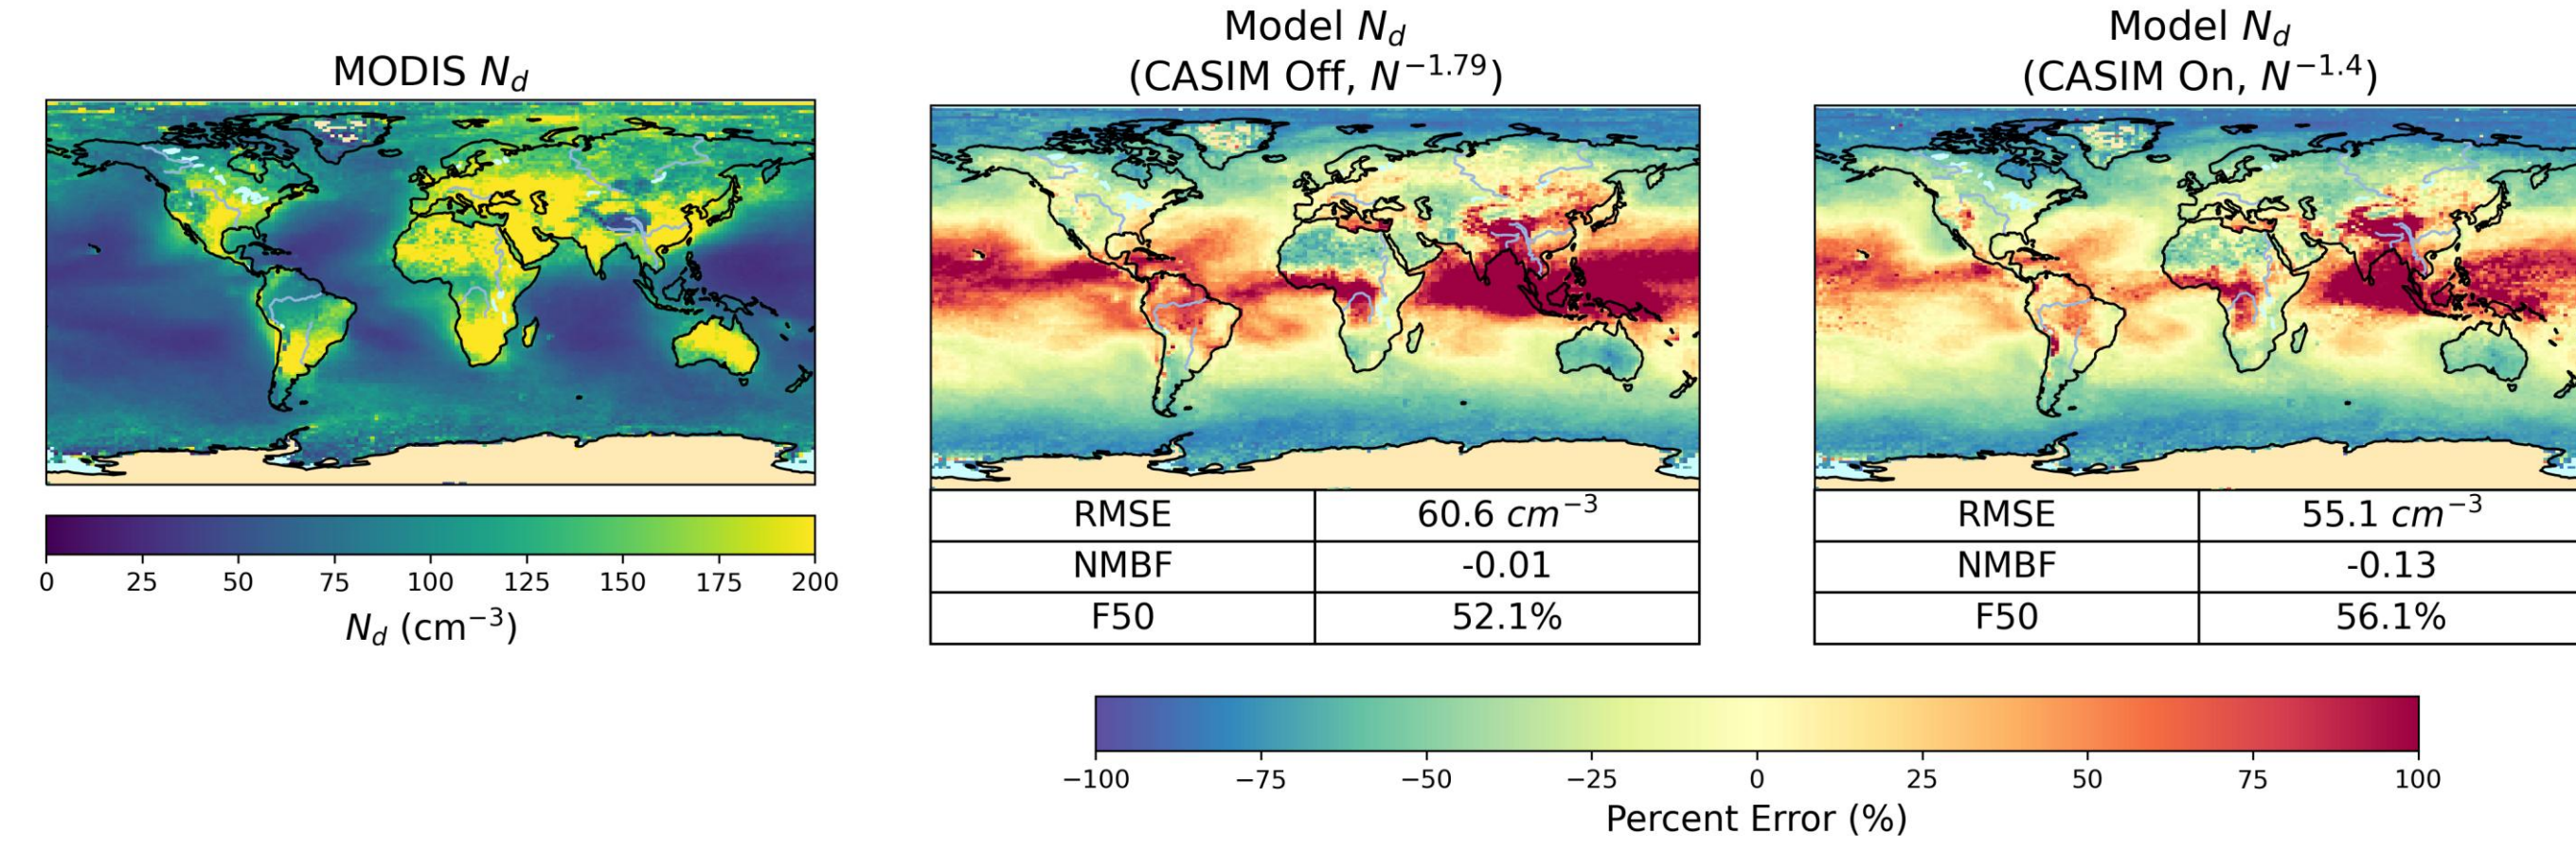 MODIS N_d
0 25 50 75 100 125 150 175 200
N_d (cm⁻³)
Model N_d
(CASIM Off, N⁻¹·⁷⁹)
RMSE 60.6 cm⁻³
NMBF -0.01
F50 52.1%
Model N_d
(CASIM On, N⁻¹·⁴)
RMSE 55.1 cm⁻³
NMBF -0.13
F50 56.1%
−100 −75 −50 −25 0 25 50 75 100
Percent Error (%)